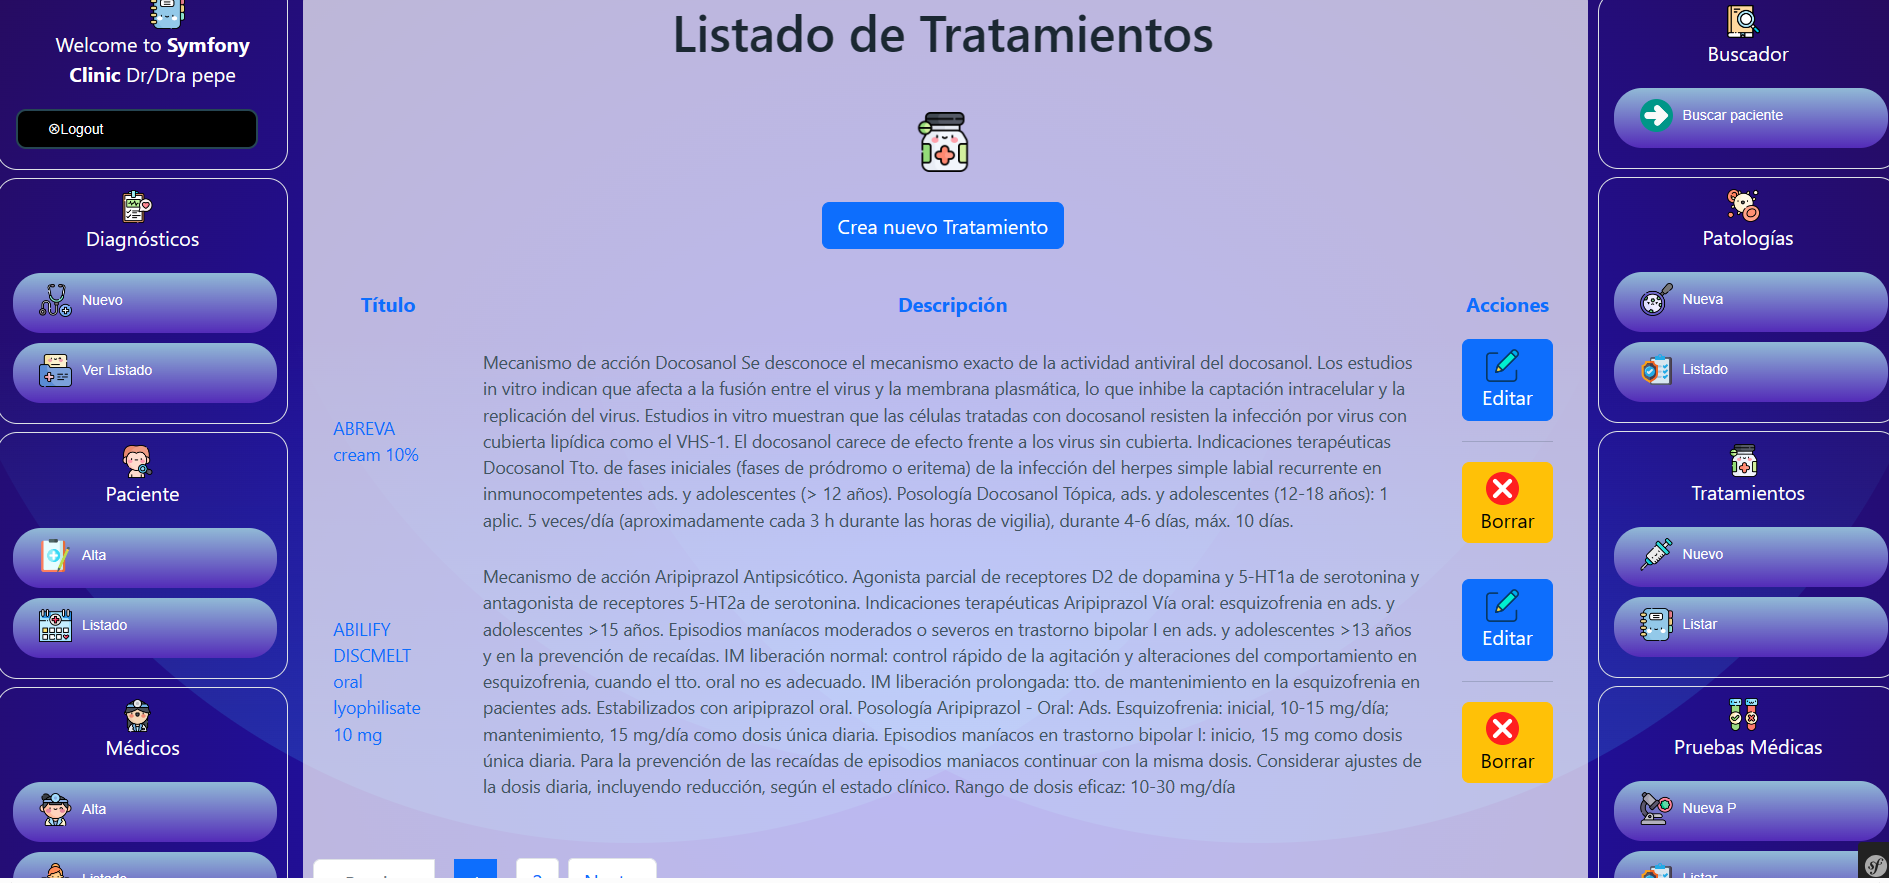 Welcome to Symfony
Clinic Dr/Dra pepe
⊗Logout
Diagnósticos
Nuevo
Ver Listado
Paciente
Alta
Listado
Médicos
Alta
Listado
Listado de Tratamientos
Crea nuevo Tratamiento
Título
Descripción
Acciones
ABREVA
cream 10%
Mecanismo de acción Docosanol Se desconoce el mecanismo exacto de la actividad antiviral del docosanol. Los estudios
in vitro indican que afecta a la fusión entre el virus y la membrana plasmática, lo que inhibe la captación intracelular y la
replicación del virus. Estudios in vitro muestran que las células tratadas con docosanol resisten la infección por virus con
cubierta lipídica como el VHS-1. El docosanol carece de efecto frente a los virus sin cubierta. Indicaciones terapéuticas
Docosanol Tto. de fases iniciales (fases de pródromo o eritema) de la infección del herpes simple labial recurrente en
inmunocompetentes ads. y adolescentes (> 12 años). Posología Docosanol Tópica, ads. y adolescentes (12-18 años): 1
aplic. 5 veces/día (aproximadamente cada 3 h durante las horas de vigilia), durante 4-6 días, máx. 10 días.
Editar
Borrar
ABILIFY
DISCMELT
oral
lyophilisate
10 mg
Mecanismo de acción Aripiprazol Antipsicótico. Agonista parcial de receptores D2 de dopamina y 5-HT1a de serotonina y
antagonista de receptores 5-HT2a de serotonina. Indicaciones terapéuticas Aripiprazol Vía oral: esquizofrenia en ads. y
adolescentes >15 años. Episodios maníacos moderados o severos en trastorno bipolar I en ads. y adolescentes >13 años
y en la prevención de recaídas. IM liberación normal: control rápido de la agitación y alteraciones del comportamiento en
esquizofrenia, cuando el tto. oral no es adecuado. IM liberación prolongada: tto. de mantenimiento en la esquizofrenia en
pacientes ads. Estabilizados con aripiprazol oral. Posología Aripiprazol - Oral: Ads. Esquizofrenia: inicial, 10-15 mg/día;
mantenimiento, 15 mg/día como dosis única diaria. Episodios maníacos en trastorno bipolar I: inicio, 15 mg como dosis
única diaria. Para la prevención de las recaídas de episodios maniacos continuar con la misma dosis. Considerar ajustes de
la dosis diaria, incluyendo reducción, según el estado clínico. Rango de dosis eficaz: 10-30 mg/día
Editar
Borrar
Buscador
Buscar paciente
Patologías
Nueva
Listado
Tratamientos
Nuevo
Listar
Pruebas Médicas
Nueva P
Listar
sf